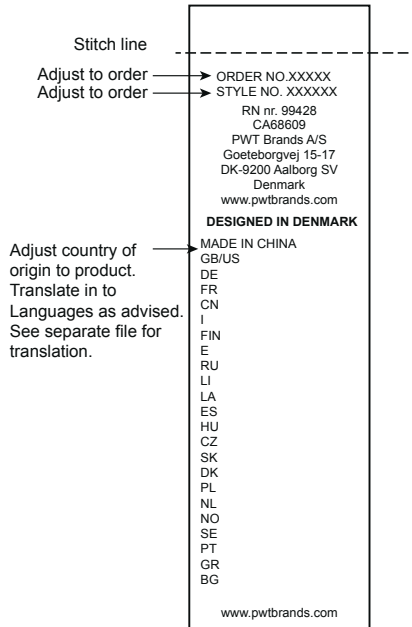 Stitch line
Adjust to order
Adjust to order
ORDER NO.XXXXX
STYLE NO. XXXXXX
RN nr. 99428
CA68609
PWT Brands A/S
Goeteborgvej 15-17
DK-9200 Aalborg SV
Denmark
www.pwtbrands.com
DESIGNED IN DENMARK
Adjust country of
origin to product.
Translate in to
Languages as advised.
See separate file for
translation.
MADE IN CHINA
GB/US
DE
FR
CN
I
FIN
E
RU
LI
LA
ES
HU
CZ
SK
DK
PL
NL
NO
SE
PT
GR
BG
www.pwtbrands.com